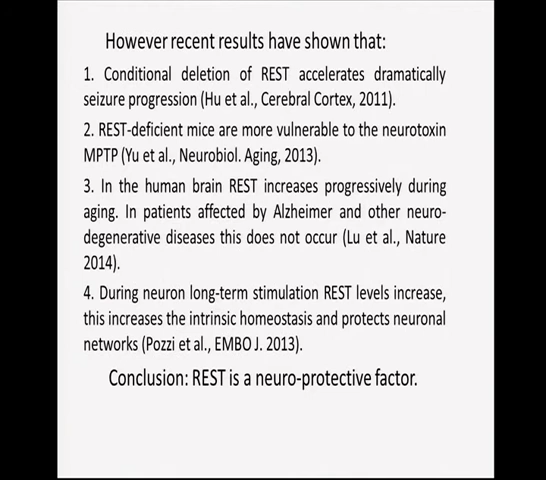 However recent results have shown that:
1. Conditional deletion of REST accelerates dramatically
seizure progression (Hu et al., Cerebral Cortex, 2011).
2. REST-deficient mice are more vulnerable to the neurotoxin
MPTP (Yu et al., Neurobiol. Aging, 2013).
3. In the human brain REST increases progressively during
aging. In patients affected by Alzheimer and other neuro-
degenerative diseases this does not occur (Lu et al., Nature
2014).
4. During neuron long-term stimulation REST levels increase,
this increases the intrinsic homeostasis and protects neuronal
networks (Pozzi et al., EMBO J. 2013).
Conclusion: REST is a neuro-protective factor.